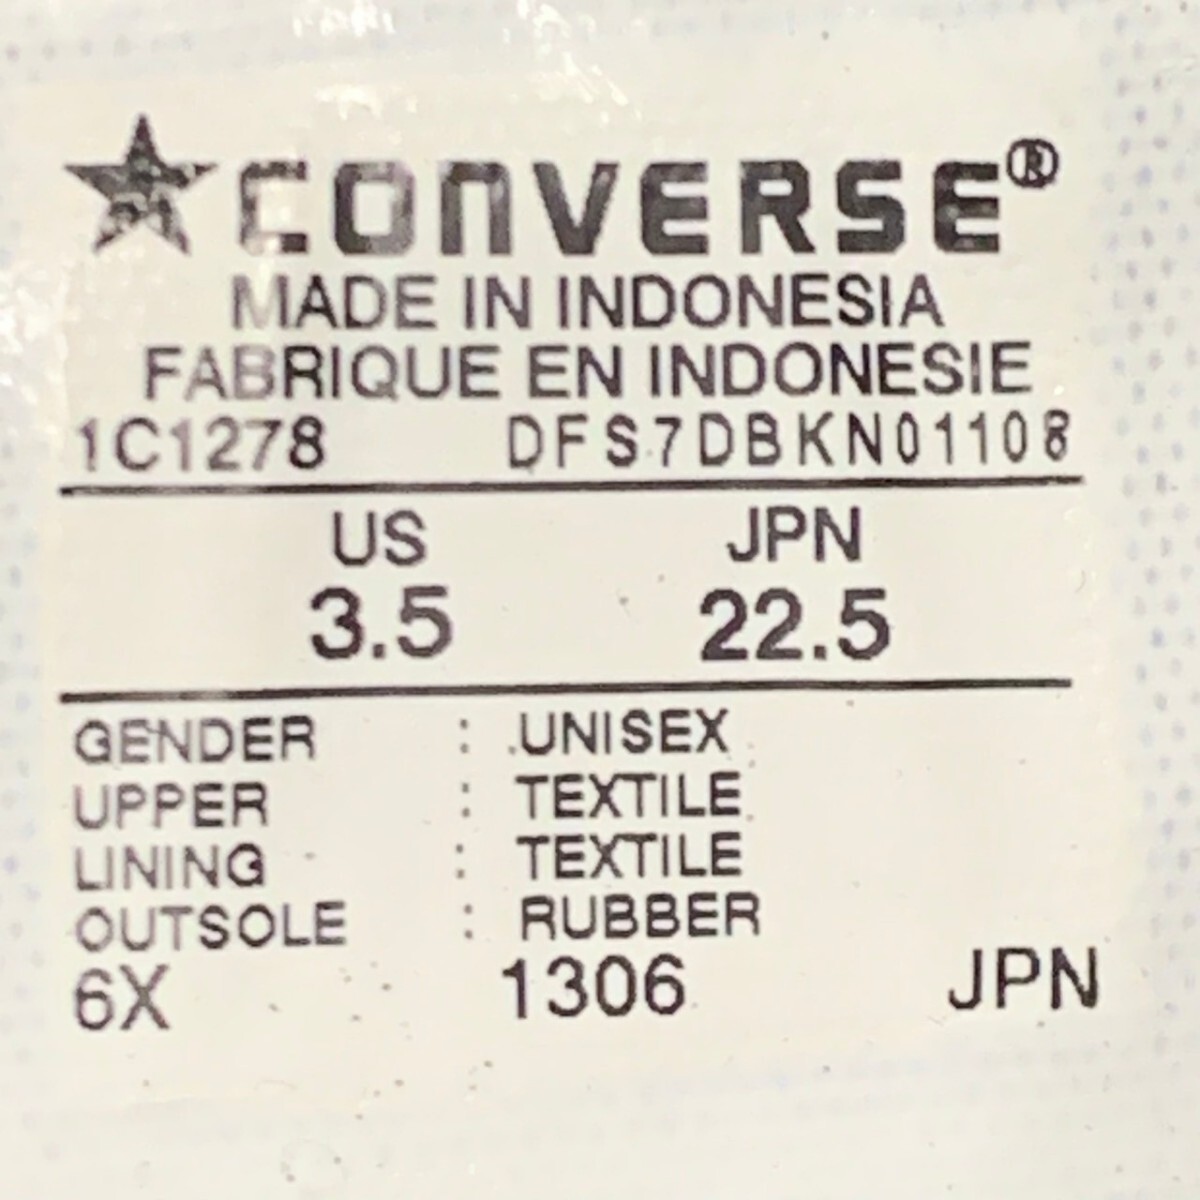 CONVERSE®
MADE IN INDONESIA
FABRIQUE EN INDONESIE
1C1278 DFS7DBKN01108
US JPN
3.5 22.5
GENDER : UNISEX
UPPER : TEXTILE
LINING : TEXTILE
OUTSOLE : RUBBER
6X 1306 JPN